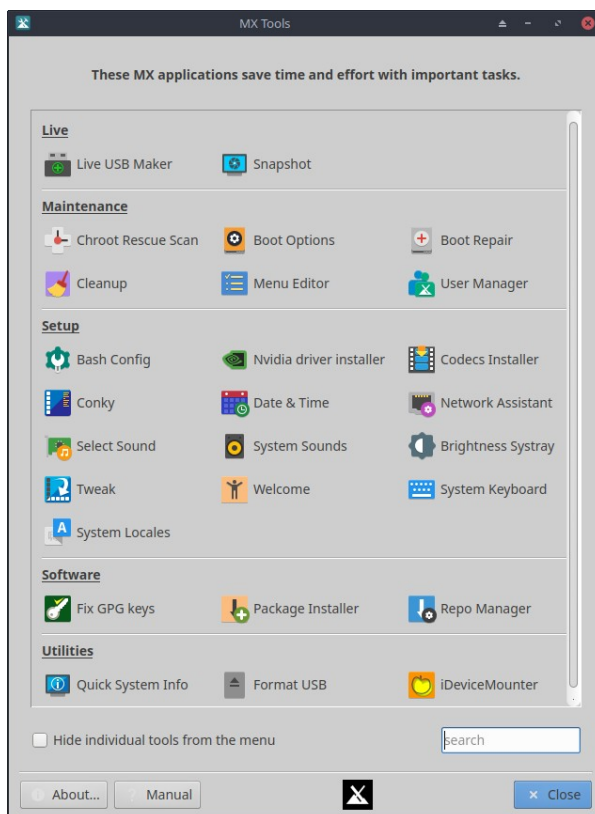 MX Tools
These MX applications save time and effort with important tasks.
Live
Live USB Maker Snapshot
Maintenance
Chroot Rescue Scan Boot Options Boot Repair
Cleanup Menu Editor User Manager
Setup
Bash Config Nvidia driver installer Codecs Installer
Conky Date & Time Network Assistant
Select Sound System Sounds Brightness Systray
Tweak Welcome System Keyboard
System Locales
Software
Fix GPG keys Package Installer Repo Manager
Utilities
Quick System Info Format USB iDeviceMounter
Hide individual tools from the menu search
About... Manual Close